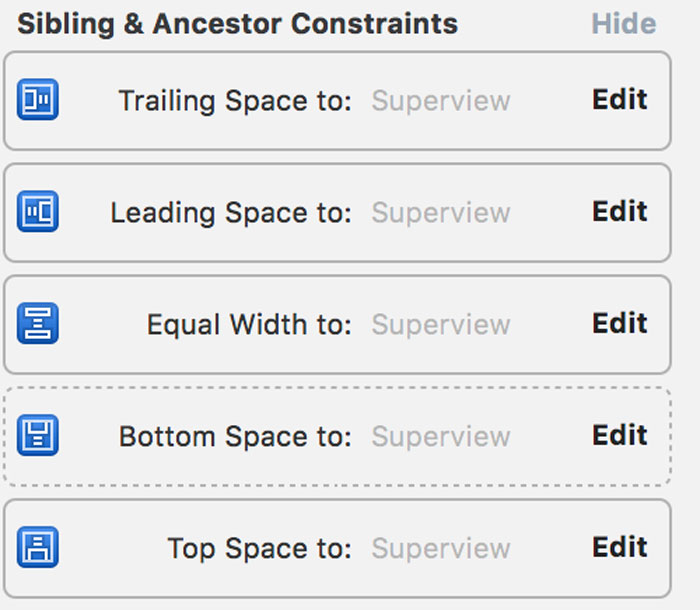 Sibling & Ancestor Constraints Hide
Trailing Space to: Superview Edit
Leading Space to: Superview Edit
Equal Width to: Superview Edit
Bottom Space to: Superview Edit
Top Space to: Superview Edit